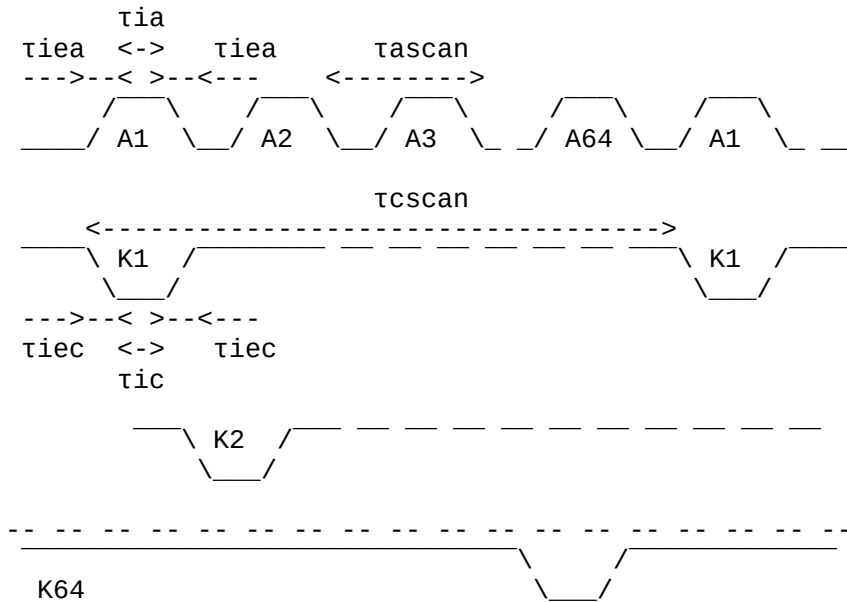 τia
τiea <-> τiea τascan
--->--< >--<--- <-------->
A1 A2 A3 A64 A1
τcscan
<----------------------------------->
K1 K1
--->--< >--<---
τiec <-> τiec
τic
K2
K64